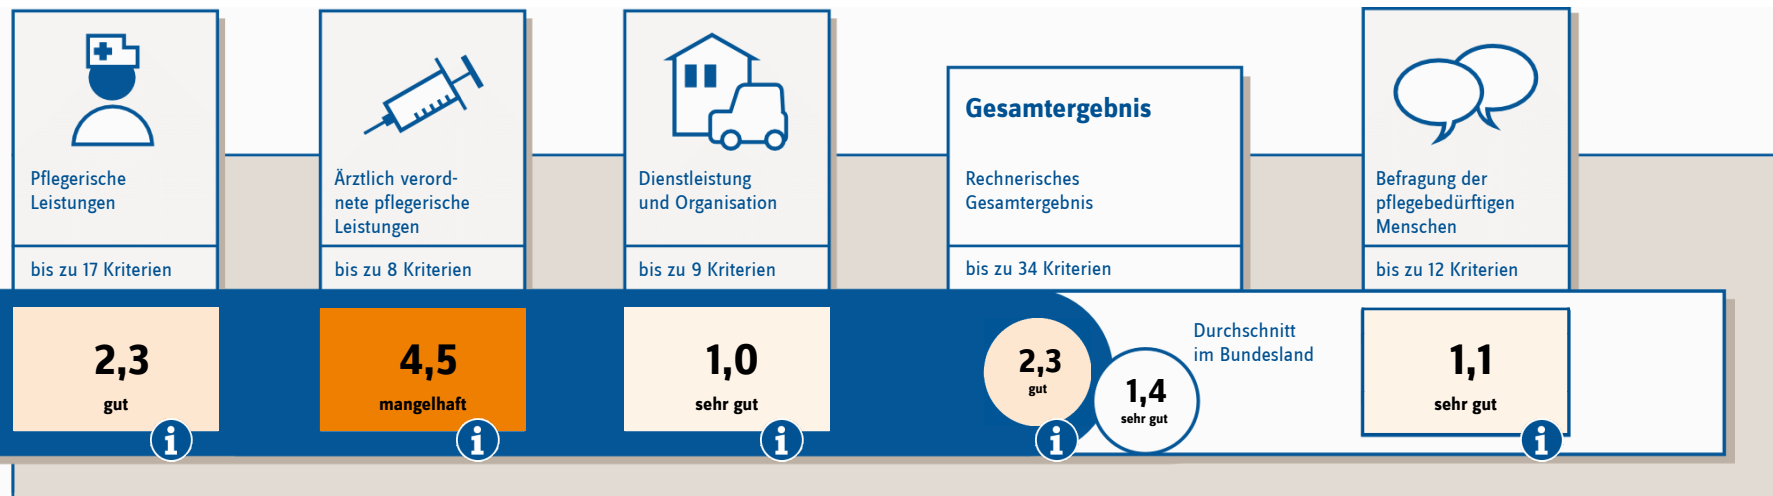 Pflegerische
Leistungen
bis zu 17 Kriterien
2,3
gut
i
Ärztlich verord-
nete pflegerische
Leistungen
bis zu 8 Kriterien
4,5
mangelhaft
i
Dienstleistung
und Organisation
bis zu 9 Kriterien
1,0
sehr gut
i
Gesamtergebnis
Rechnerisches
Gesamtergebnis
bis zu 34 Kriterien
2,3
gut
i
Durchschnitt
im Bundesland
1,4
sehr gut
Befragung der
pflegebedürftigen
Menschen
bis zu 12 Kriterien
1,1
sehr gut
i